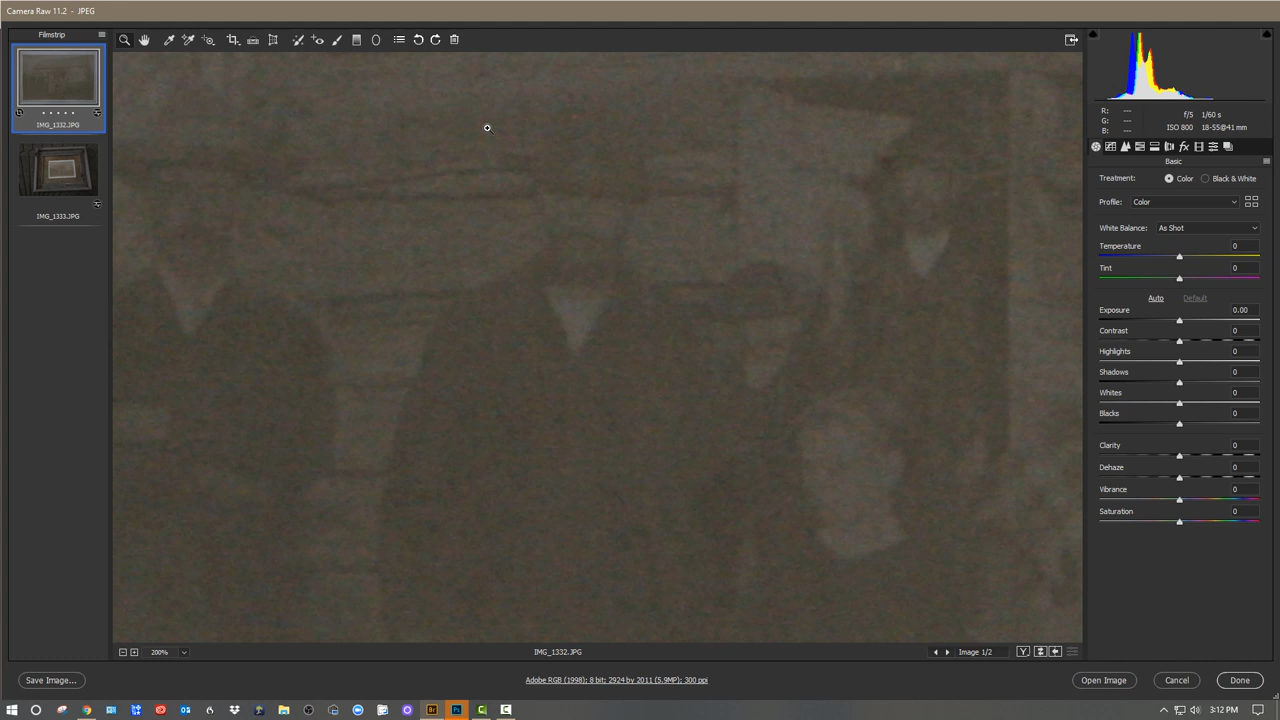 Camera Raw 11.2 - JPEG
Filmstrip
IMG_1332.JPG
IMG_1333.JPG
200%
IMG_1332.JPG
Image 1/2
Save Image...
Adobe RGB (1998); 8 bit; 2924 by 2011 (5.9MP); 300 ppi
Open Image
Cancel
Done
R: ---
G: ---
B: ---
f/5 1/60 s
ISO 800 18-55@41 mm
Basic
Treatment: Color Black & White
Profile: Color
White Balance: As Shot
Temperature 0
Tint 0
Auto Default
Exposure 0.00
Contrast 0
Highlights 0
Shadows 0
Whites 0
Blacks 0
Clarity 0
Dehaze 0
Vibrance 0
Saturation 0
Br
Ps
3:12 PM